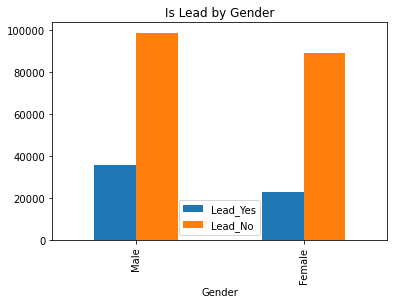 Is Lead by Gender
100000
80000
60000
40000
20000
0
Lead_Yes
Lead_No
Male
Female
Gender